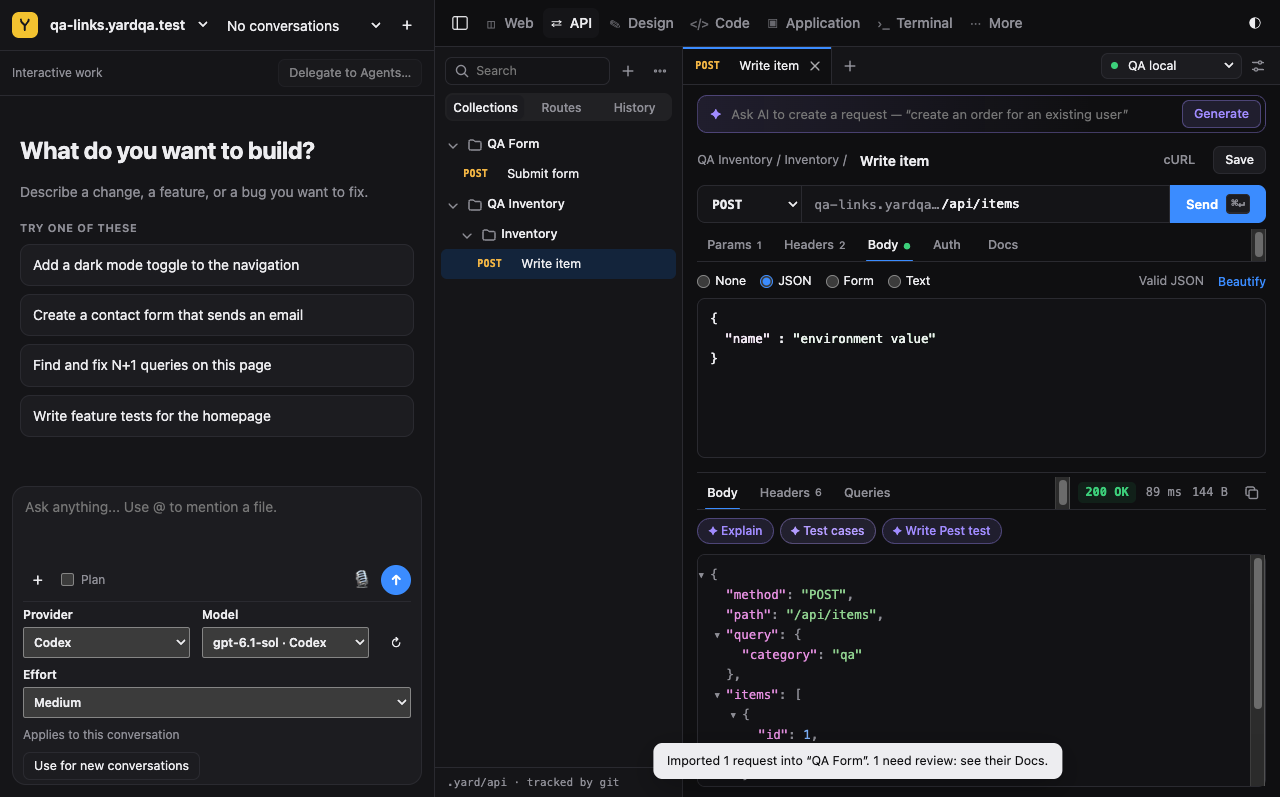 Y qa-links.yardqa.test No conversations +
Interactive work Delegate to Agents...
What do you want to build?
Describe a change, a feature, or a bug you want to fix.
TRY ONE OF THESE
Add a dark mode toggle to the navigation
Create a contact form that sends an email
Find and fix N+1 queries on this page
Write feature tests for the homepage
Ask anything... Use @ to mention a file.
+ Plan
Provider Model
Codex gpt-6.1-sol · Codex
Effort
Medium
Applies to this conversation
Use for new conversations
Web API Design </> Code Application >_ Terminal ··· More
Search + ···
Collections Routes History
QA Form
POST Submit form
QA Inventory
Inventory
POST Write item
.yard/api · tracked by git
POST Write item × + QA local
Ask AI to create a request — “create an order for an existing user” Generate
QA Inventory / Inventory / Write item cURL Save
POST qa-links.yardqa…/api/items Send ⌘↵
Params 1 Headers 2 Body Auth Docs
None JSON Form Text Valid JSON Beautify
{
"name" : "environment value"
}
Body Headers 6 Queries 200 OK 89 ms 144 B
Explain Test cases Write Pest test
{
"method": "POST",
"path": "/api/items",
"query": {
"category": "qa"
},
"items": [
{
"id": 1,
Imported 1 request into “QA Form”. 1 need review: see their Docs.